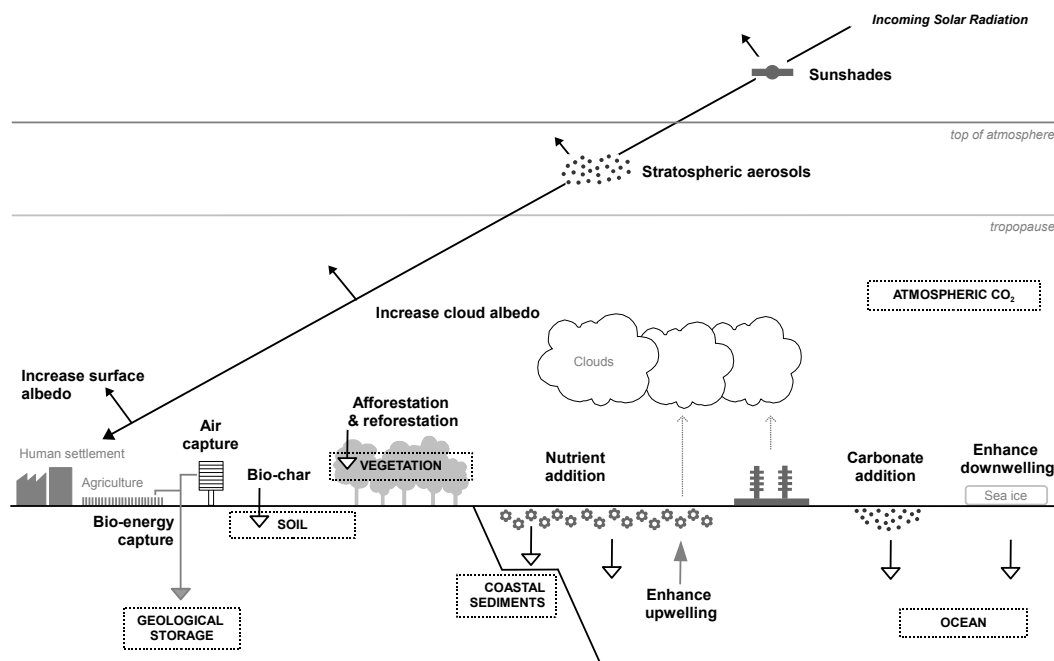 Incoming Solar Radiation
Sunshades
top of atmosphere
Stratospheric aerosols
tropopause
ATMOSPHERIC CO₂
Increase cloud albedo
Clouds
Increase surface
albedo
Afforestation
& reforestation
Air
capture
Human settlement
Agriculture
Bio-char
VEGETATION
Nutrient
addition
Carbonate
addition
Enhance
downwelling
Sea ice
Bio-energy
capture
SOIL
COASTAL
SEDIMENTS
Enhance
upwelling
GEOLOGICAL
STORAGE
OCEAN